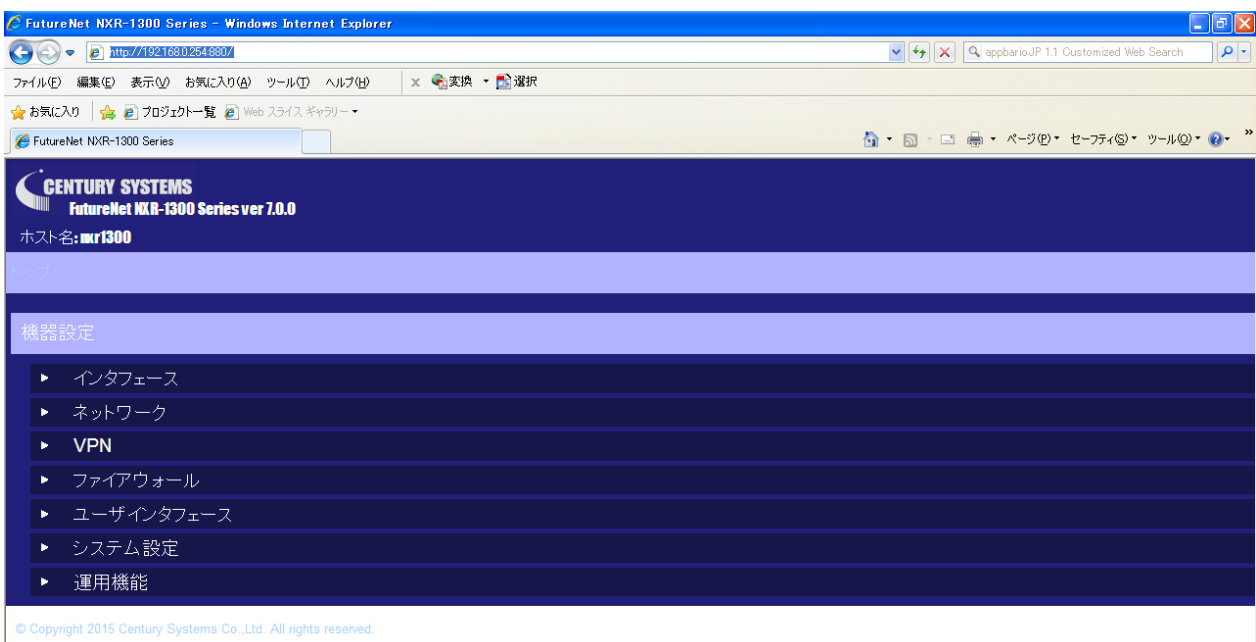 FutureNet NXR-1300 Series - Windows Internet Explorer
http://192.168.0.254:880/
appbarioJP 1.1 Customized Web Search
ファイル(F) 編集(E) 表示(V) お気に入り(A) ツール(T) ヘルプ(H) x 変換 選択
お気に入り プロジェクト一覧 Web スライス ギャラリー
FutureNet NXR-1300 Series
ページ(P) セーフティ(S) ツール(O)
CENTURY SYSTEMS
FutureNet NXR-1300 Series ver 7.0.0
ホスト名:nxr1300
トップ
機器設定
インタフェース
ネットワーク
VPN
ファイアウォール
ユーザインタフェース
システム設定
運用機能
© Copyright 2015 Century Systems Co.,Ltd. All rights reserved.